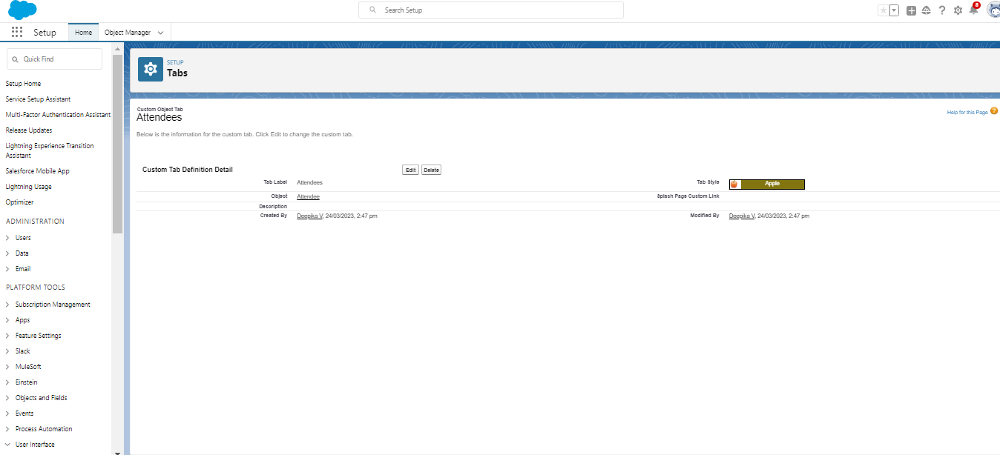 Search Setup
8
Setup
Home
Object Manager
Quick Find
Setup Home
Service Setup Assistant
Multi-Factor Authentication Assistant
Release Updates
Lightning Experience Transition
Assistant
Salesforce Mobile App
Lightning Usage
Optimizer
ADMINISTRATION
Users
Data
Email
PLATFORM TOOLS
Subscription Management
Apps
Feature Settings
Slack
MuleSoft
Einstein
Objects and Fields
Events
Process Automation
User Interface
SETUP
Tabs
Custom Object Tab
Attendees
Help for this Page ?
Below is the information for the custom tab. Click Edit to change the custom tab.
Custom Tab Definition Detail Edit Delete
Tab Label Attendees Tab Style Apple
Object Attendee Splash Page Custom Link
Description
Created By Deepika V, 24/03/2023, 2:47 pm Modified By Deepika V, 24/03/2023, 2:47 pm